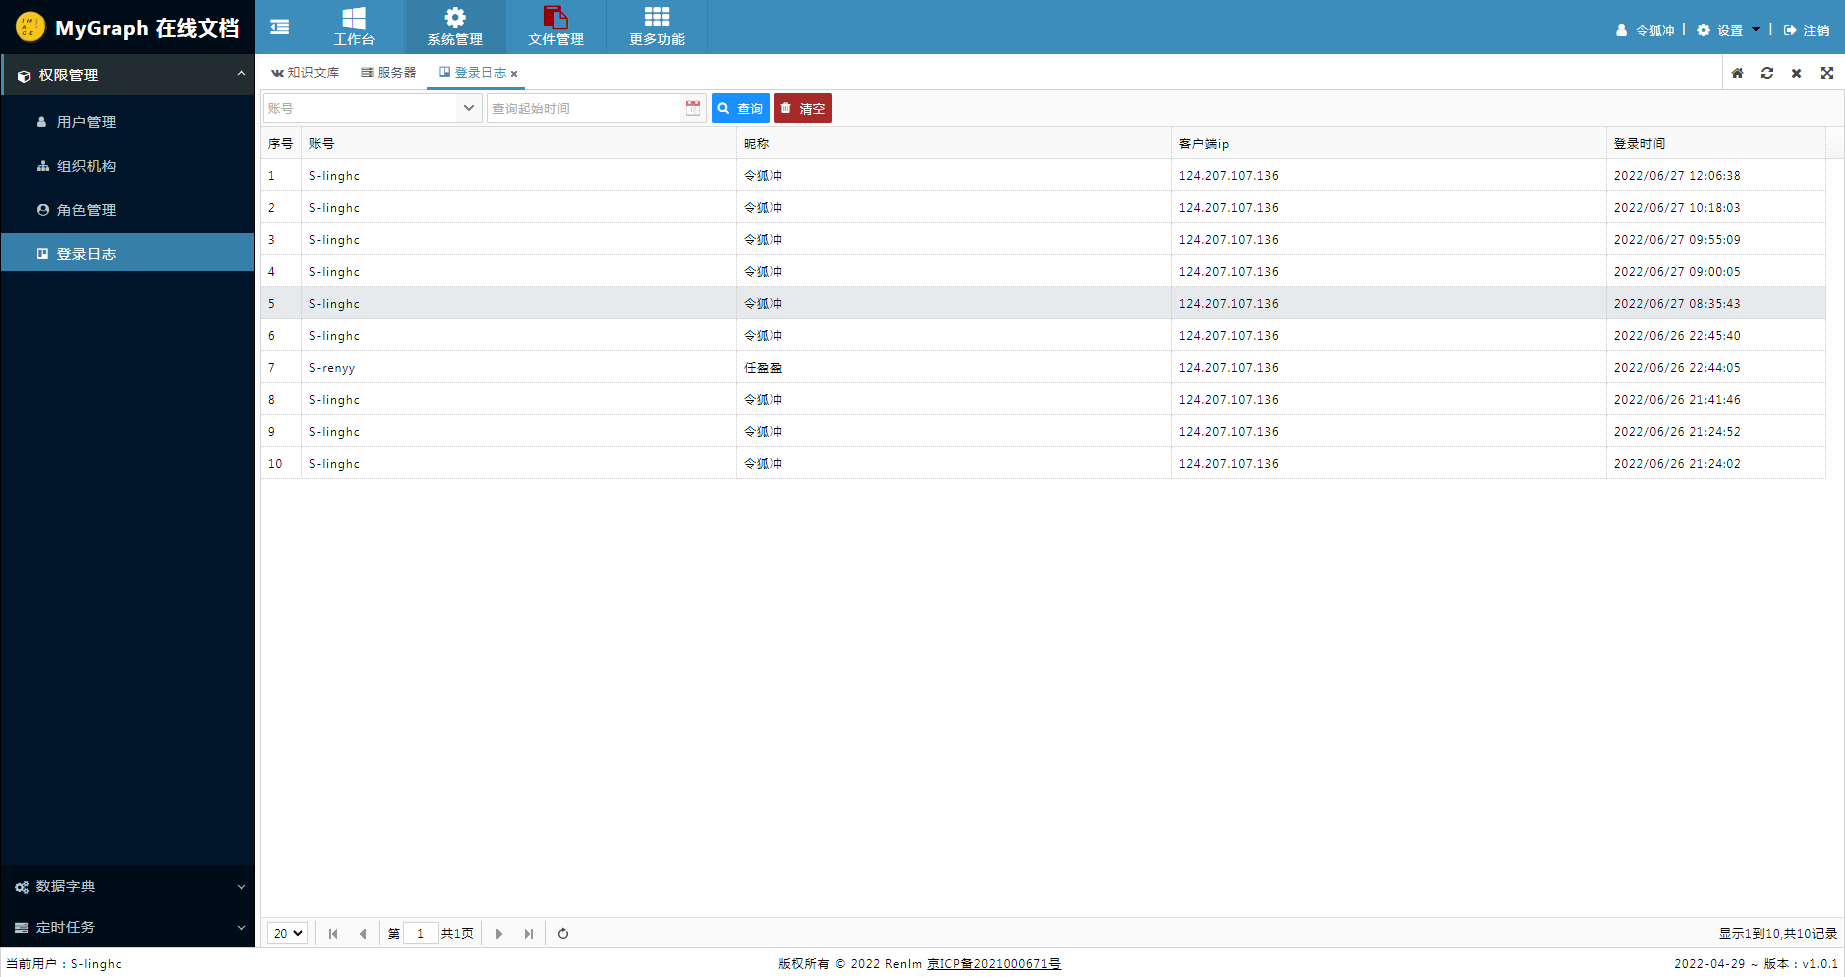 MyGraph 在线文档
工作台
系统管理
文件管理
更多功能
令狐冲
设置
注销
权限管理
用户管理
组织机构
角色管理
登录日志
数据字典
定时任务
知识文库
服务器
登录日志
账号
查询起始时间
查询
清空
序号 账号 昵称 客户端ip 登录时间
1 S-linghc 令狐冲 124.207.107.136 2022/06/27 12:06:38
2 S-linghc 令狐冲 124.207.107.136 2022/06/27 10:18:03
3 S-linghc 令狐冲 124.207.107.136 2022/06/27 09:55:09
4 S-linghc 令狐冲 124.207.107.136 2022/06/27 09:00:05
5 S-linghc 令狐冲 124.207.107.136 2022/06/27 08:35:43
6 S-linghc 令狐冲 124.207.107.136 2022/06/26 22:45:40
7 S-renyy 任盈盈 124.207.107.136 2022/06/26 22:44:05
8 S-linghc 令狐冲 124.207.107.136 2022/06/26 21:41:46
9 S-linghc 令狐冲 124.207.107.136 2022/06/26 21:24:52
10 S-linghc 令狐冲 124.207.107.136 2022/06/26 21:24:02
20 第 1 共1页
显示1到10,共10记录
当前用户：S-linghc
版权所有 © 2022 Renlm 京ICP备2021000671号
2022-04-29 ~ 版本：v1.0.1